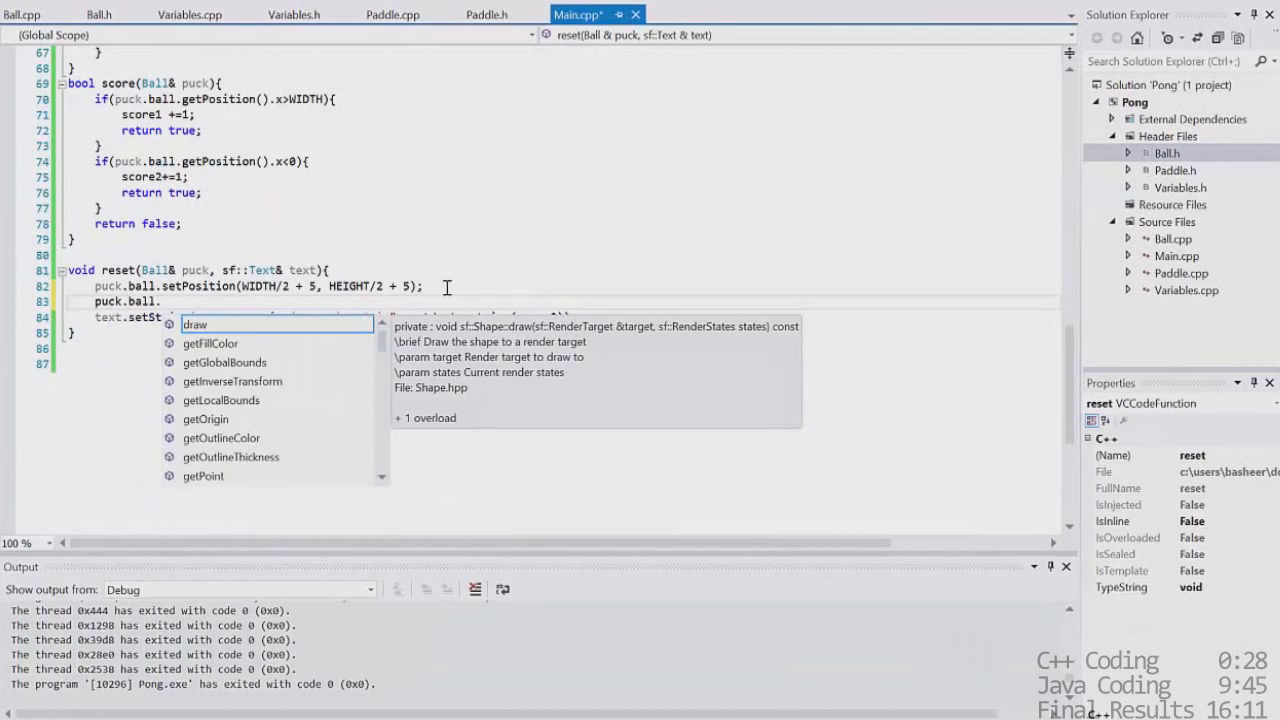 Ball.cpp Ball.h Variables.cpp Variables.h Paddle.cpp Paddle.h Main.cpp*
(Global Scope) reset(Ball & puck, sf::Text & text)
67 }
68 }
69 bool score(Ball& puck){
70 if(puck.ball.getPosition().x>WIDTH){
71 score1 +=1;
72 return true;
73 }
74 if(puck.ball.getPosition().x<0){
75 score2+=1;
76 return true;
77 }
78 return false;
79 }
80
81 void reset(Ball& puck, sf::Text& text){
82 puck.ball.setPosition(WIDTH/2 + 5, HEIGHT/2 + 5);
83 puck.ball.
84 text.setSt
85 }
86
87
draw
getFillColor
getGlobalBounds
getInverseTransform
getLocalBounds
getOrigin
getOutlineColor
getOutlineThickness
getPoint
private : void sf::Shape::draw(sf::RenderTarget &target, sf::RenderStates states) const
\brief Draw the shape to a render target
\param target Render target to draw to
\param states Current render states
File: Shape.hpp
+ 1 overload
100 %
Output
Show output from: Debug
The thread 0x444 has exited with code 0 (0x0).
The thread 0x1298 has exited with code 0 (0x0).
The thread 0x39d8 has exited with code 0 (0x0).
The thread 0x28e0 has exited with code 0 (0x0).
The thread 0x2538 has exited with code 0 (0x0).
The program '[10296] Pong.exe' has exited with code 0 (0x0).
Solution Explorer
Search Solution Explorer (Ctrl+;)
Solution 'Pong' (1 project)
Pong
External Dependencies
Header Files
Ball.h
Paddle.h
Variables.h
Resource Files
Source Files
Ball.cpp
Main.cpp
Paddle.cpp
Variables.cpp
Properties
reset VCCodeFunction
C++
(Name) reset
File c:\users\basheer\do
FullName reset
IsInjected False
IsInline False
IsOverloaded False
IsSealed False
IsTemplate False
TypeString void
C++ Coding 0:28
Java Coding 9:45
Final Results 16:11
C++